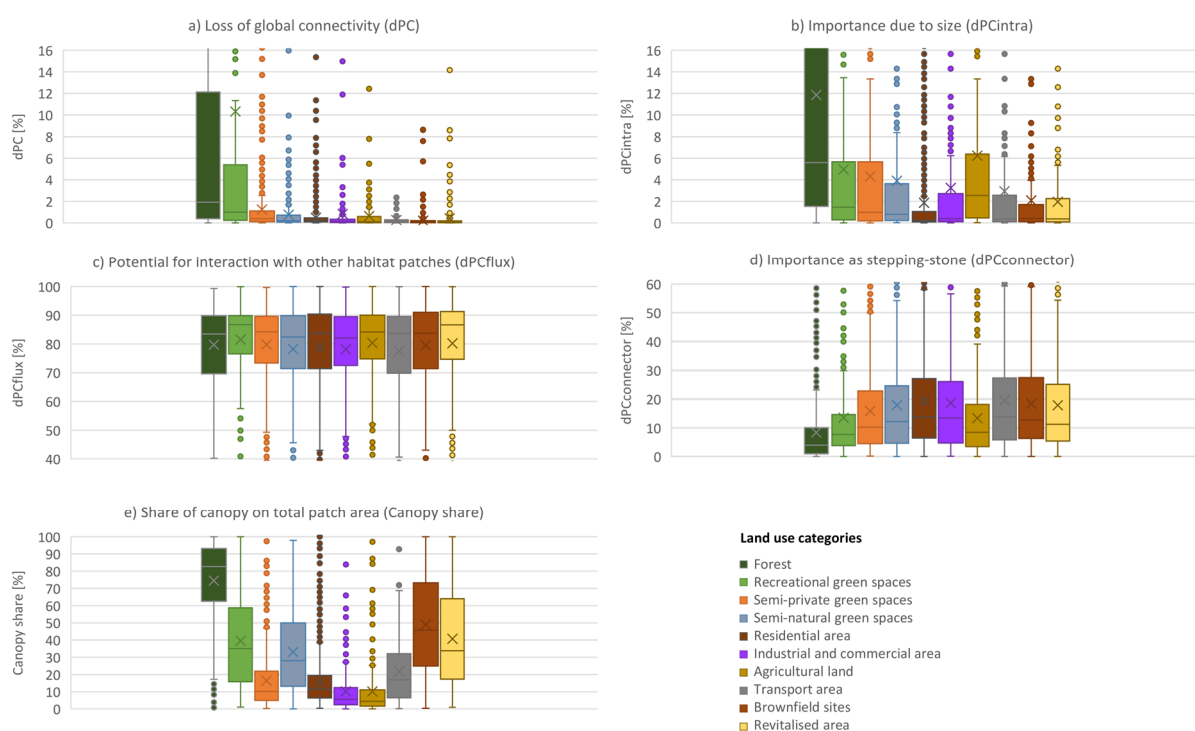 a) Loss of global connectivity (dPC)
dPC [%]
16
14
12
10
8
6
4
2
0
b) Importance due to size (dPCintra)
dPCintra [%]
16
14
12
10
8
6
4
2
0
c) Potential for interaction with other habitat patches (dPCflux)
dPCflux [%]
100
90
80
70
60
50
40
d) Importance as stepping-stone (dPCconnector)
dPCconnector [%]
60
50
40
30
20
10
0
e) Share of canopy on total patch area (Canopy share)
Canopy share [%]
100
90
80
70
60
50
40
30
20
10
0
Land use categories
Forest
Recreational green spaces
Semi-private green spaces
Semi-natural green spaces
Residential area
Industrial and commercial area
Agricultural land
Transport area
Brownfield sites
Revitalised area